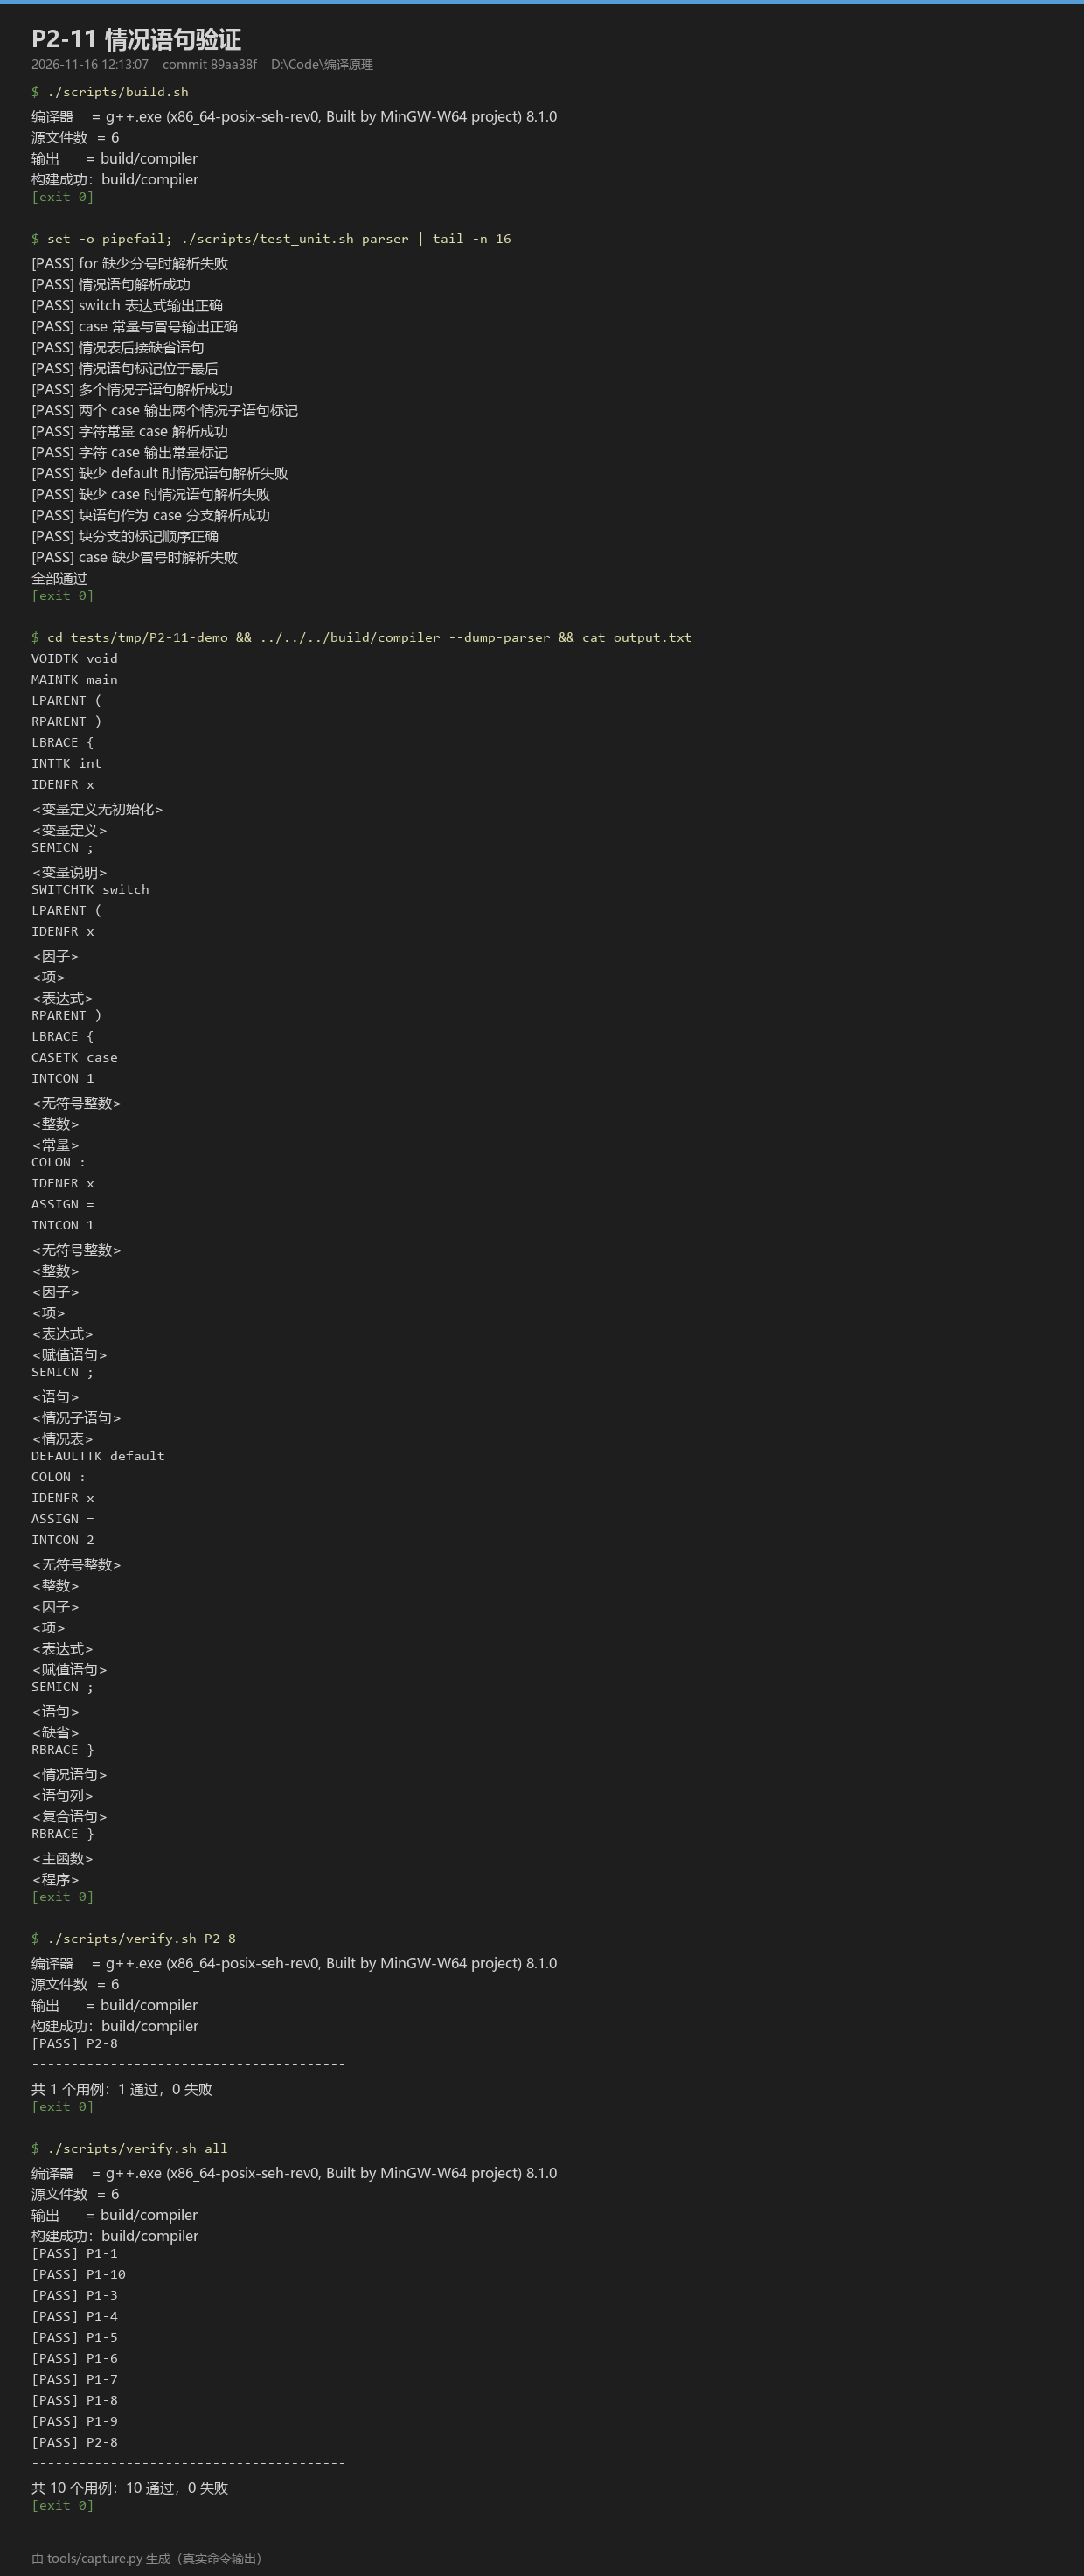 P2-11 情况语句验证
2026-11-16 12:13:07 commit 89aa38f D:\Code\编译原理
$ ./scripts/build.sh
编译器 = g++.exe (x86_64-posix-seh-rev0, Built by MinGW-W64 project) 8.1.0
源文件数 = 6
输出 = build/compiler
构建成功：build/compiler
[exit 0]
$ set -o pipefail; ./scripts/test_unit.sh parser | tail -n 16
[PASS] for 缺少分号时解析失败
[PASS] 情况语句解析成功
[PASS] switch 表达式输出正确
[PASS] case 常量与冒号输出正确
[PASS] 情况表后接缺省语句
[PASS] 情况语句标记位于最后
[PASS] 多个情况子语句解析成功
[PASS] 两个 case 输出两个情况子语句标记
[PASS] 字符常量 case 解析成功
[PASS] 字符 case 输出常量标记
[PASS] 缺少 default 时情况语句解析失败
[PASS] 缺少 case 时情况语句解析失败
[PASS] 块语句作为 case 分支解析成功
[PASS] 块分支的标记顺序正确
[PASS] case 缺少冒号时解析失败
全部通过
[exit 0]
$ cd tests/tmp/P2-11-demo && ../../../build/compiler --dump-parser && cat output.txt
VOIDTK void
MAINTK main
LPARENT (
RPARENT )
LBRACE {
INTTK int
IDENFR x
<变量定义无初始化>
<变量定义>
SEMICN ;
<变量说明>
SWITCHTK switch
LPARENT (
IDENFR x
<因子>
<项>
<表达式>
RPARENT )
LBRACE {
CASETK case
INTCON 1
<无符号整数>
<整数>
<常量>
COLON :
IDENFR x
ASSIGN =
INTCON 1
<无符号整数>
<整数>
<因子>
<项>
<表达式>
<赋值语句>
SEMICN ;
<语句>
<情况子语句>
<情况表>
DEFAULTTK default
COLON :
IDENFR x
ASSIGN =
INTCON 2
<无符号整数>
<整数>
<因子>
<项>
<表达式>
<赋值语句>
SEMICN ;
<语句>
<缺省>
RBRACE }
<情况语句>
<语句列>
<复合语句>
RBRACE }
<主函数>
<程序>
[exit 0]
$ ./scripts/verify.sh P2-8
编译器 = g++.exe (x86_64-posix-seh-rev0, Built by MinGW-W64 project) 8.1.0
源文件数 = 6
输出 = build/compiler
构建成功：build/compiler
[PASS] P2-8
----------------------------------------
共 1 个用例：1 通过，0 失败
[exit 0]
$ ./scripts/verify.sh all
编译器 = g++.exe (x86_64-posix-seh-rev0, Built by MinGW-W64 project) 8.1.0
源文件数 = 6
输出 = build/compiler
构建成功：build/compiler
[PASS] P1-1
[PASS] P1-10
[PASS] P1-3
[PASS] P1-4
[PASS] P1-5
[PASS] P1-6
[PASS] P1-7
[PASS] P1-8
[PASS] P1-9
[PASS] P2-8
----------------------------------------
共 10 个用例：10 通过，0 失败
[exit 0]
由 tools/capture.py 生成（真实命令输出）